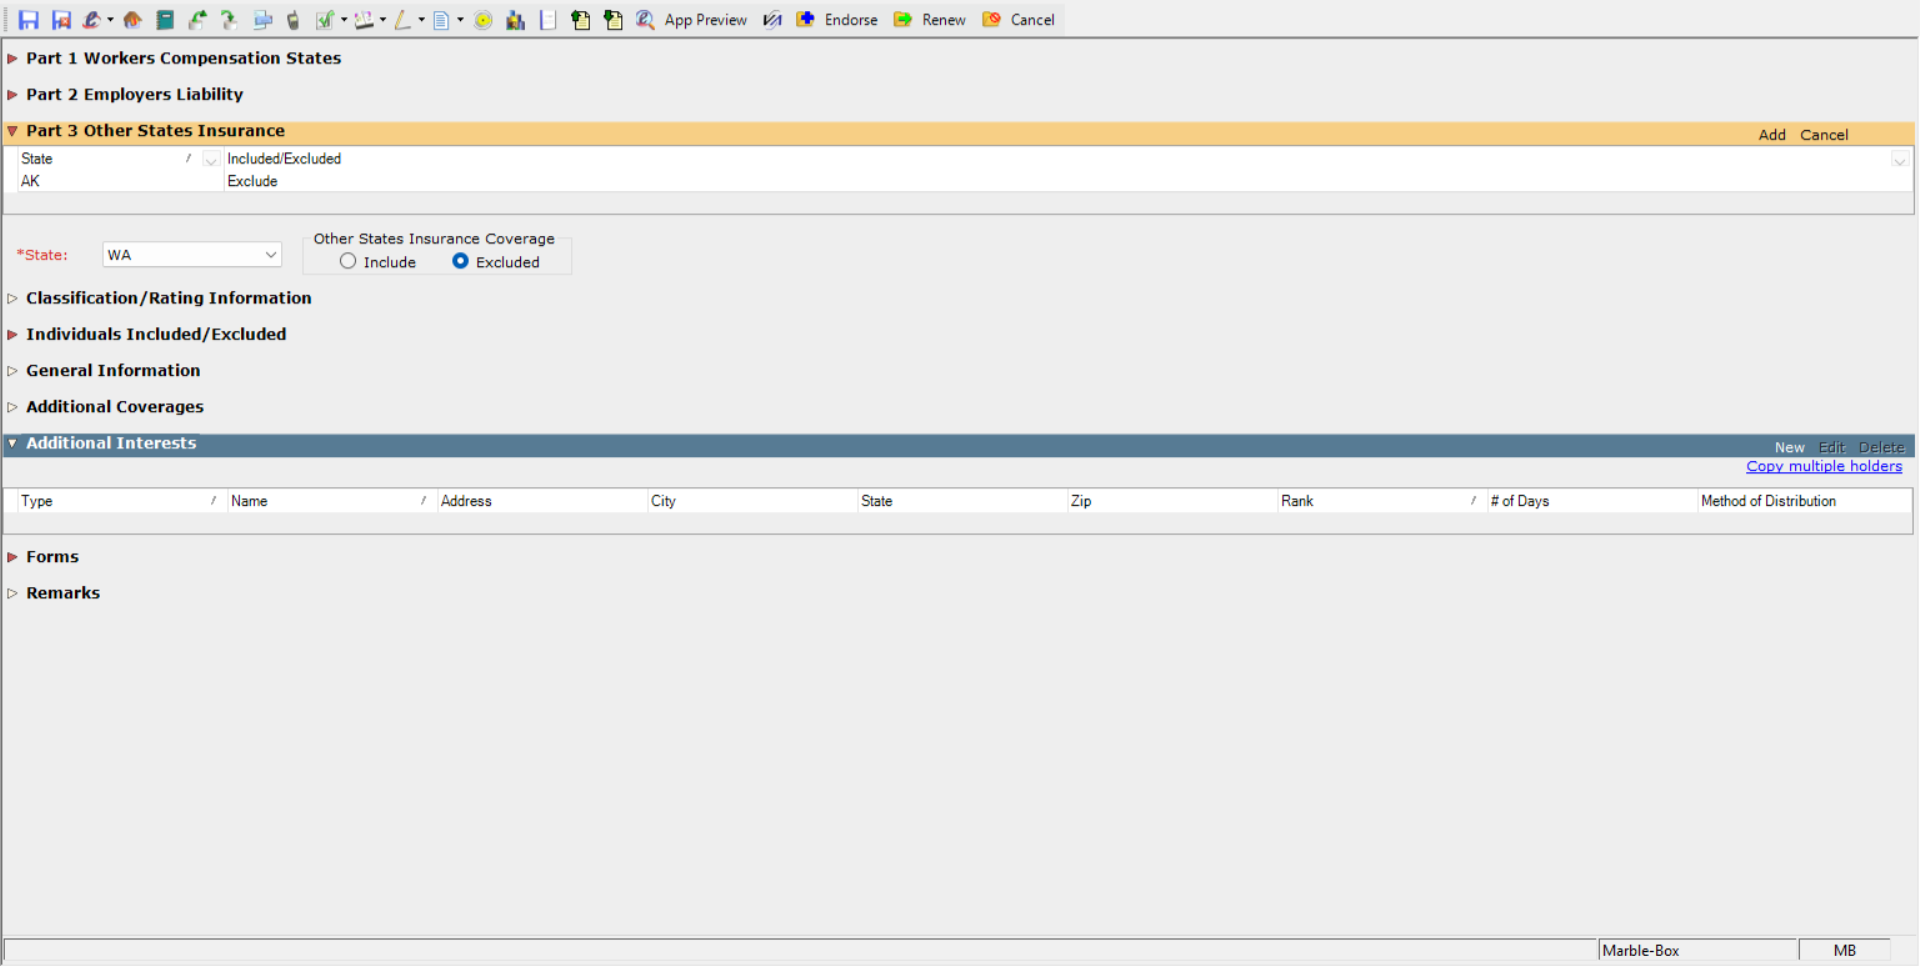 App Preview Endorse Renew Cancel
Part 1 Workers Compensation States
Part 2 Employers Liability
Part 3 Other States Insurance Add Cancel
State / Included/Excluded
AK Exclude
Other States Insurance Coverage
*State: WA Include Excluded
Classification/Rating Information
Individuals Included/Excluded
General Information
Additional Coverages
Additional Interests New Edit Delete
Copy multiple holders
Type / Name / Address City State Zip Rank / # of Days Method of Distribution
Forms
Remarks
Marble-Box MB